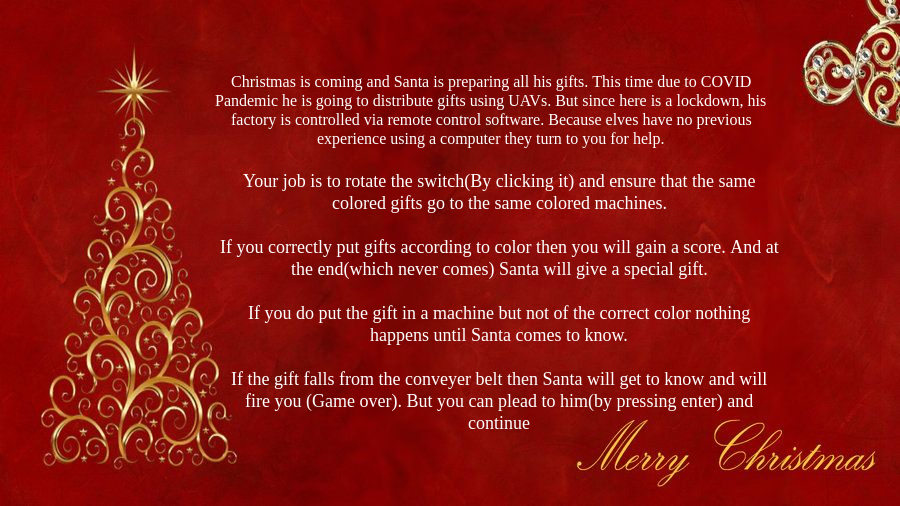 Christmas is coming and Santa is preparing all his gifts. This time due to COVID
Pandemic he is going to distribute gifts using UAVs. But since here is a lockdown, his
factory is controlled via remote control software. Because elves have no previous
experience using a computer they turn to you for help.
Your job is to rotate the switch(By clicking it) and ensure that the same
colored gifts go to the same colored machines.
If you correctly put gifts according to color then you will gain a score. And at
the end(which never comes) Santa will give a special gift.
If you do put the gift in a machine but not of the correct color nothing
happens until Santa comes to know.
If the gift falls from the conveyer belt then Santa will get to know and will
fire you (Game over). But you can plead to him(by pressing enter) and
continue
Merry Christmas